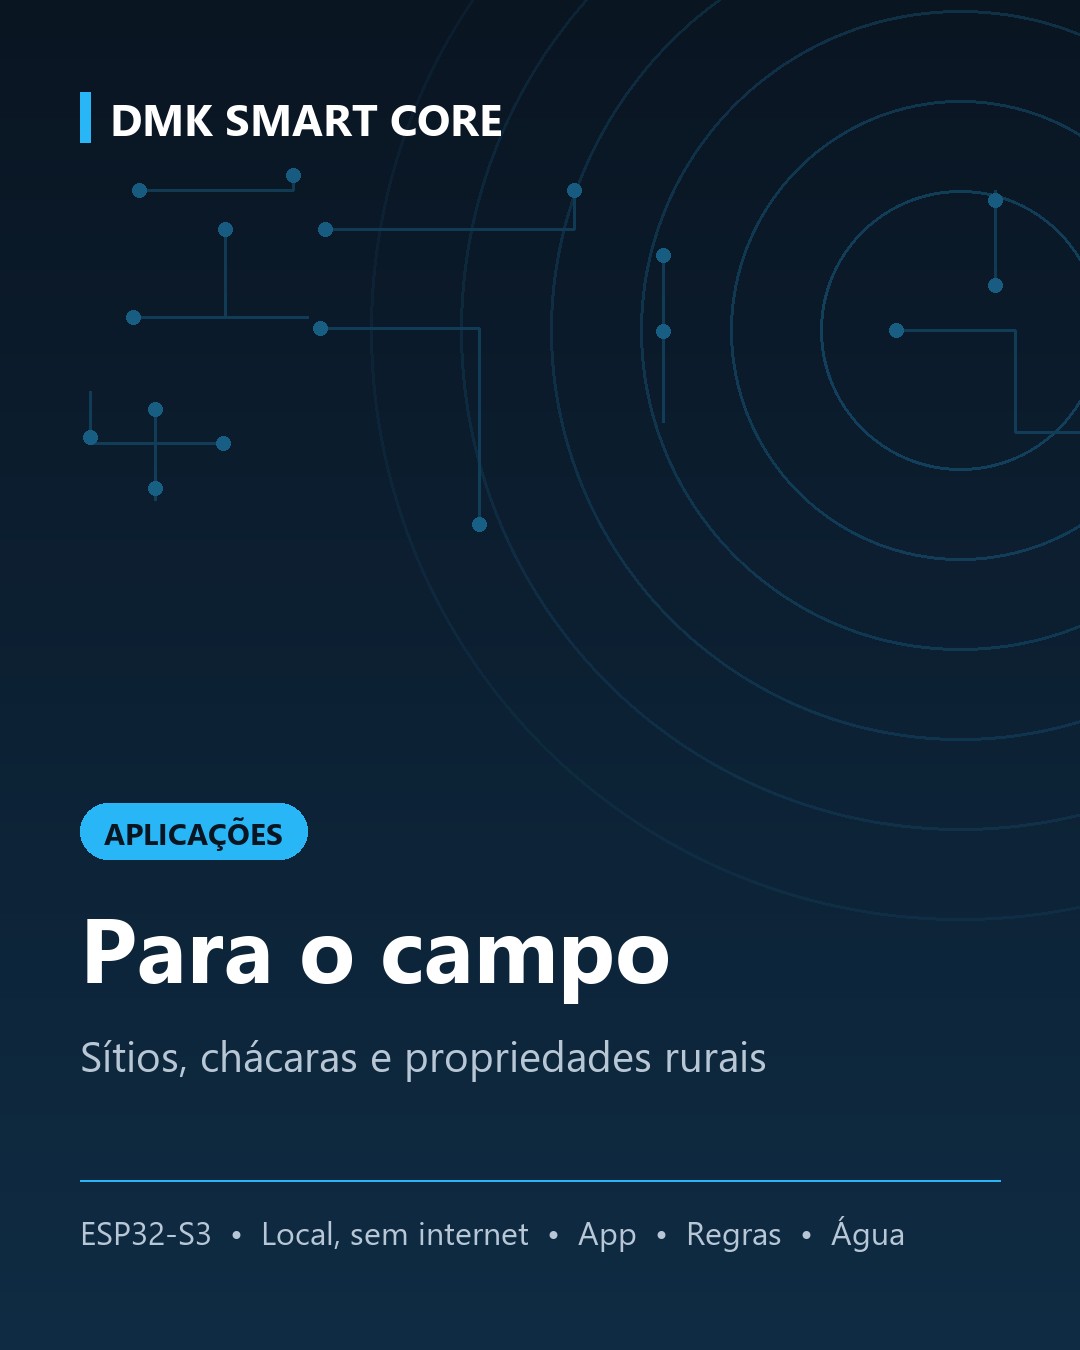 DMK SMART CORE
APLICAÇÕES
Para o campo
Sítios, chácaras e propriedades rurais
ESP32-S3 • Local, sem internet • App • Regras • Água